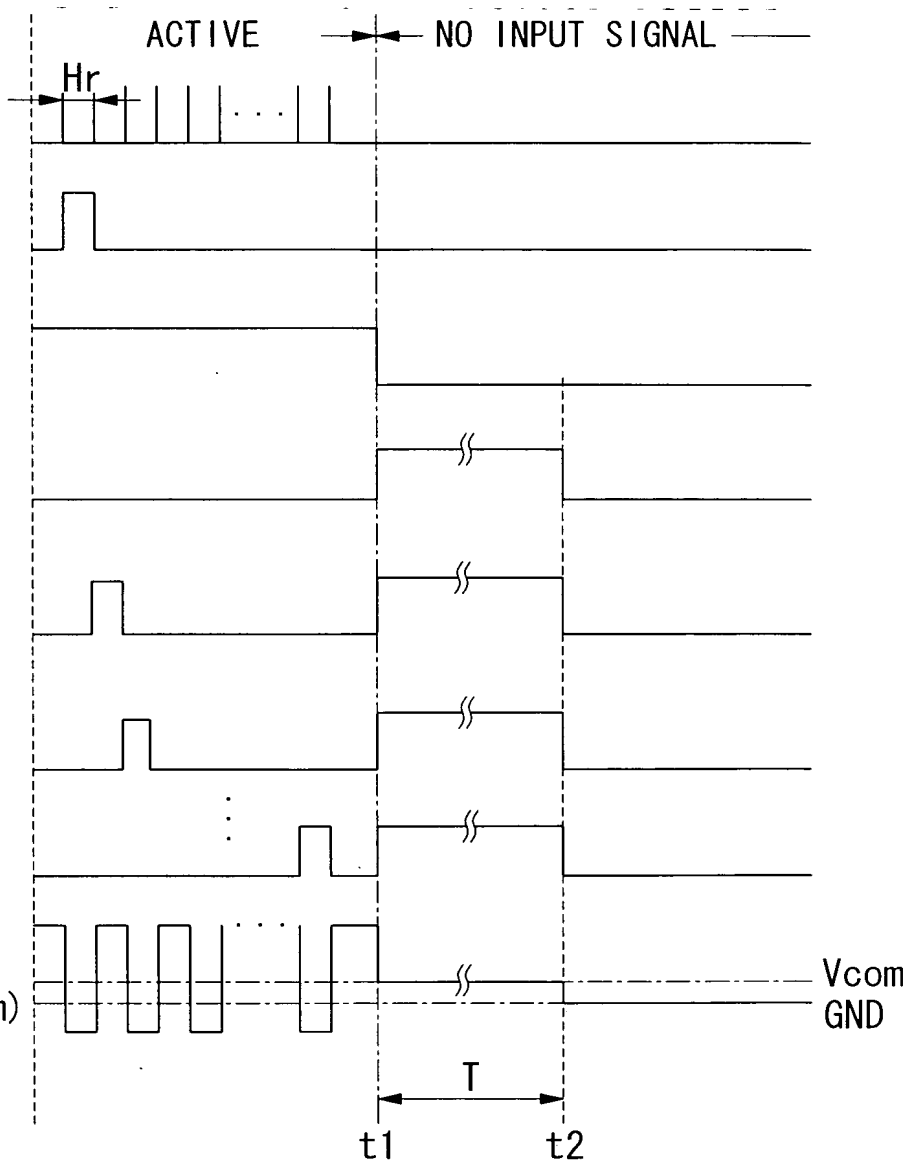 ACTIVE NO INPUT SIGNAL
Hr
. . .
Vcom
GND
T
t1 t2